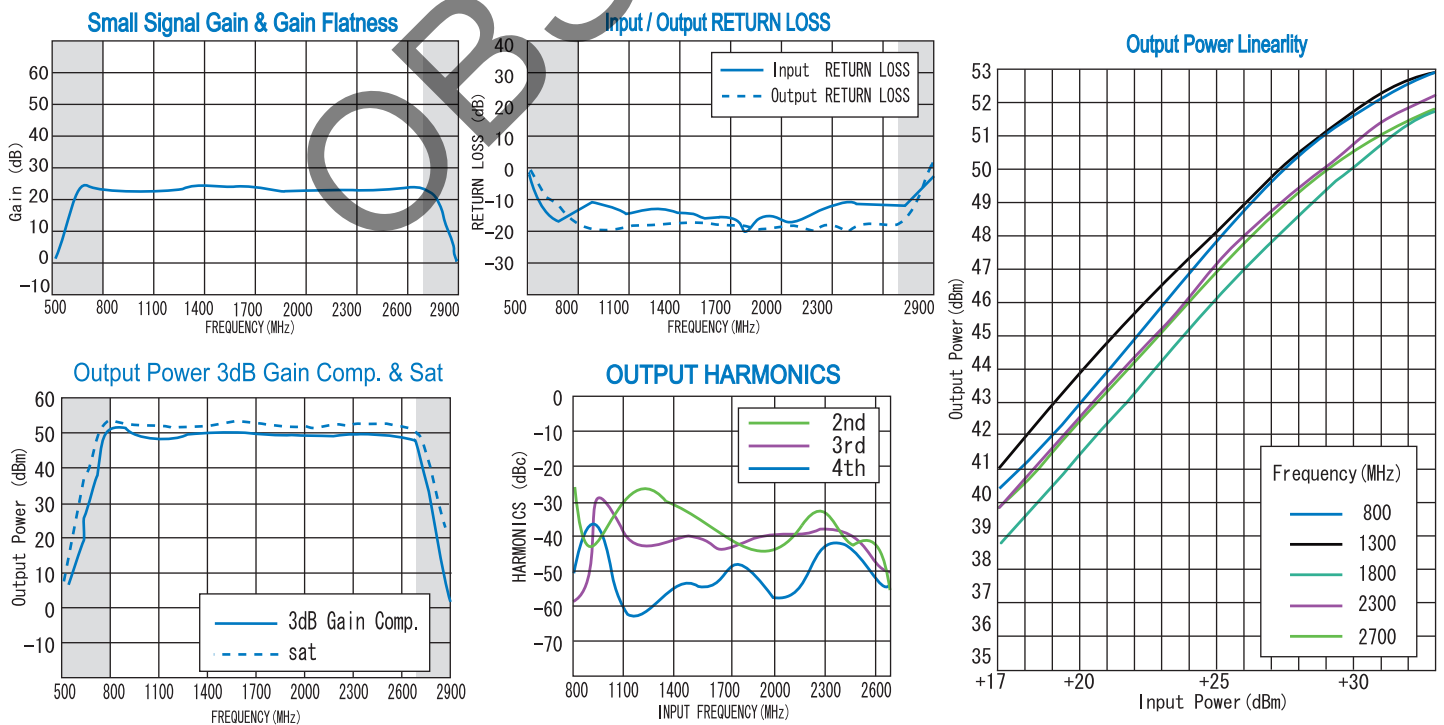 Small Signal Gain & Gain Flatness
60
50
40
30
20
10
0
-10
Gain (dB)
500 800 1100 1400 1700 2000 2300 2600 2900
FREQUENCY(MHz)
Input / Output RETURN LOSS
40
30
20
10
0
-10
-20
-30
RETURN LOSS (dB)
Input RETURN LOSS
Output RETURN LOSS
500 800 1100 1400 1700 2000 2300 2900
FREQUENCY(MHz)
Output Power 3dB Gain Comp. & Sat
60
50
40
30
20
10
0
-10
Output Power (dBm)
3dB Gain Comp.
sat
500 800 1100 1400 1700 2000 2300 2600 2900
FREQUENCY(MHz)
OUTPUT HARMONICS
0
-10
-20
-30
-40
-50
-60
-70
HARMONICS (dBc)
2nd
3rd
4th
800 1100 1400 1700 2000 2300 2600
INPUT FREQUENCY(MHz)
Output Power Linearlity
53
52
51
50
49
48
47
46
45
44
43
42
41
40
39
38
37
36
35
Output Power(dBm)
Frequency(MHz)
800
1300
1800
2300
2700
+17 +20 +25 +30
Input Power(dBm)